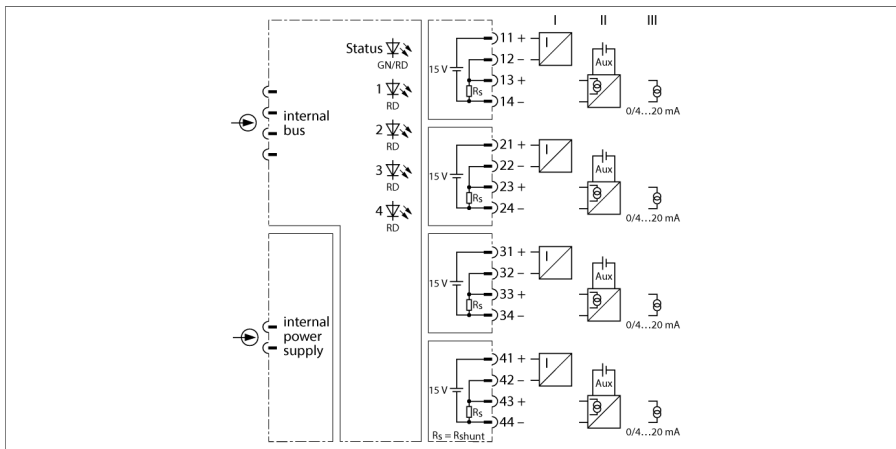 I II III
Status
GN/RD
1
RD
2
RD
3
RD
4
RD
internal
bus
internal
power
supply
15 V
Rs
11 +
12 –
13 +
14 –
I
Aux
0/4…20 mA
15 V
Rs
21 +
22 –
23 +
24 –
I
Aux
0/4…20 mA
15 V
Rs
31 +
32 –
33 +
34 –
I
Aux
0/4…20 mA
15 V
Rs
41 +
42 –
43 +
44 –
I
Aux
0/4…20 mA
Rs = Rshunt